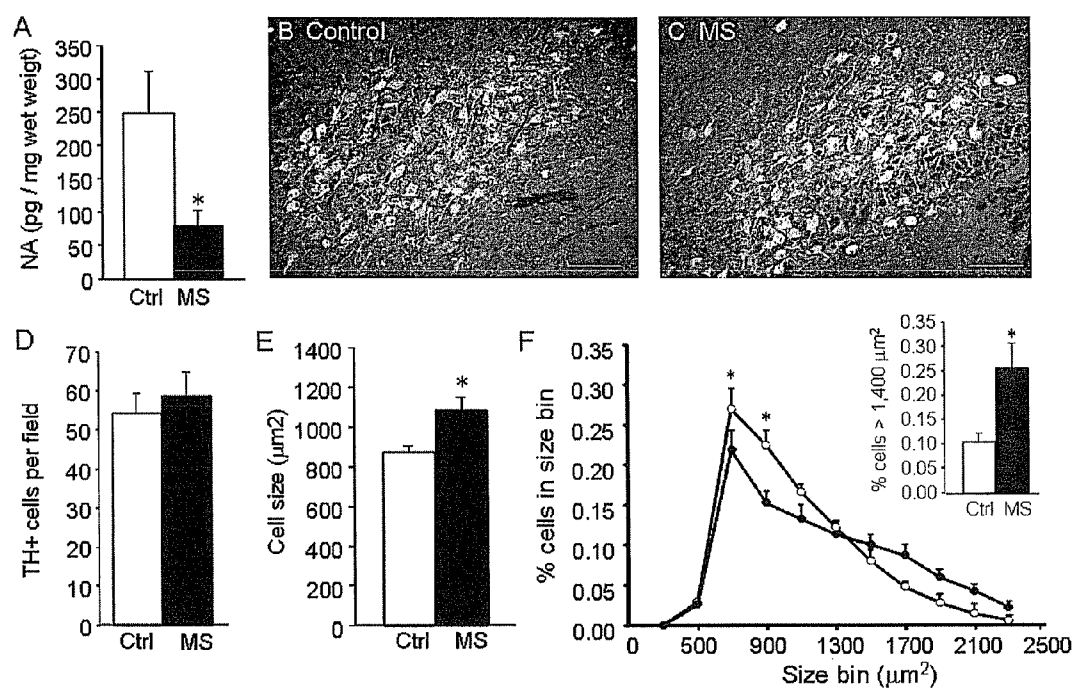 A
NA (pg / mg wet weigt)
350
300
250
200
150
100
50
0
Ctrl MS
B Control
C MS
D
TH+ cells per field
70
60
50
40
30
20
10
0
Ctrl MS
E
Cell size (µm2)
1400
1200
1000
800
600
400
200
0
Ctrl MS
F
% cells in size bin
0.35
0.30
0.25
0.20
0.15
0.10
0.05
0.00
0 500 900 1300 1700 2100 2500
Size bin (µm²)
% cells > 1,400 µm²
0.35
0.30
0.25
0.20
0.15
0.10
0.05
0.00
Ctrl MS
*
*
*
*
*